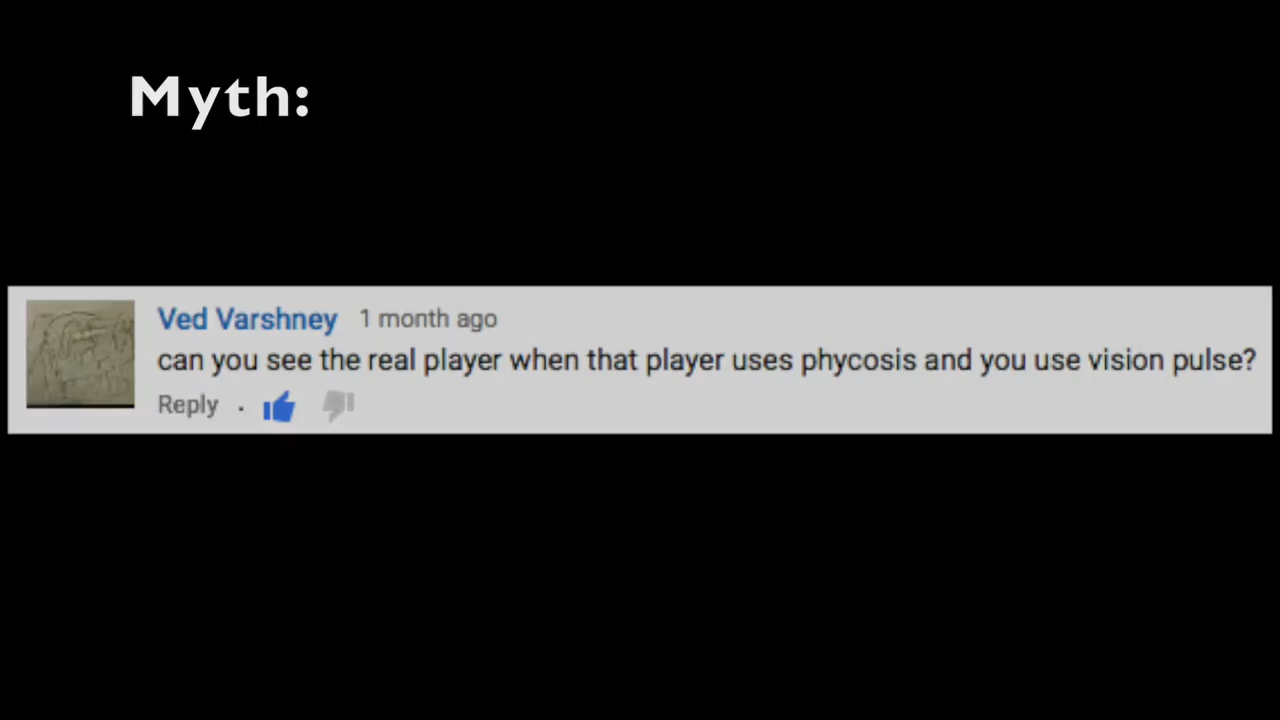 Myth:
Ved Varshney 1 month ago
can you see the real player when that player uses phycosis and you use vision pulse?
Reply .